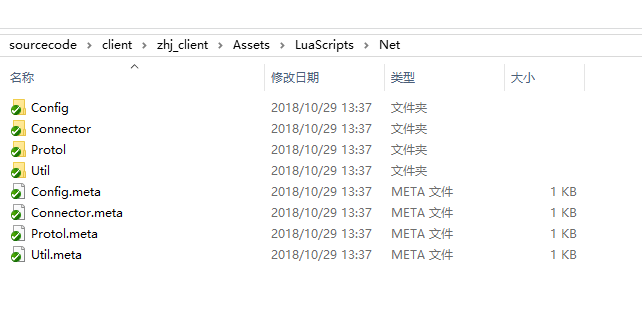 sourcecode > client > zhj_client > Assets > LuaScripts > Net
名称 修改日期 类型 大小
Config 2018/10/29 13:37 文件夹
Connector 2018/10/29 13:37 文件夹
Protol 2018/10/29 13:37 文件夹
Util 2018/10/29 13:37 文件夹
Config.meta 2018/10/29 13:37 META 文件 1 KB
Connector.meta 2018/10/29 13:37 META 文件 1 KB
Protol.meta 2018/10/29 13:37 META 文件 1 KB
Util.meta 2018/10/29 13:37 META 文件 1 KB